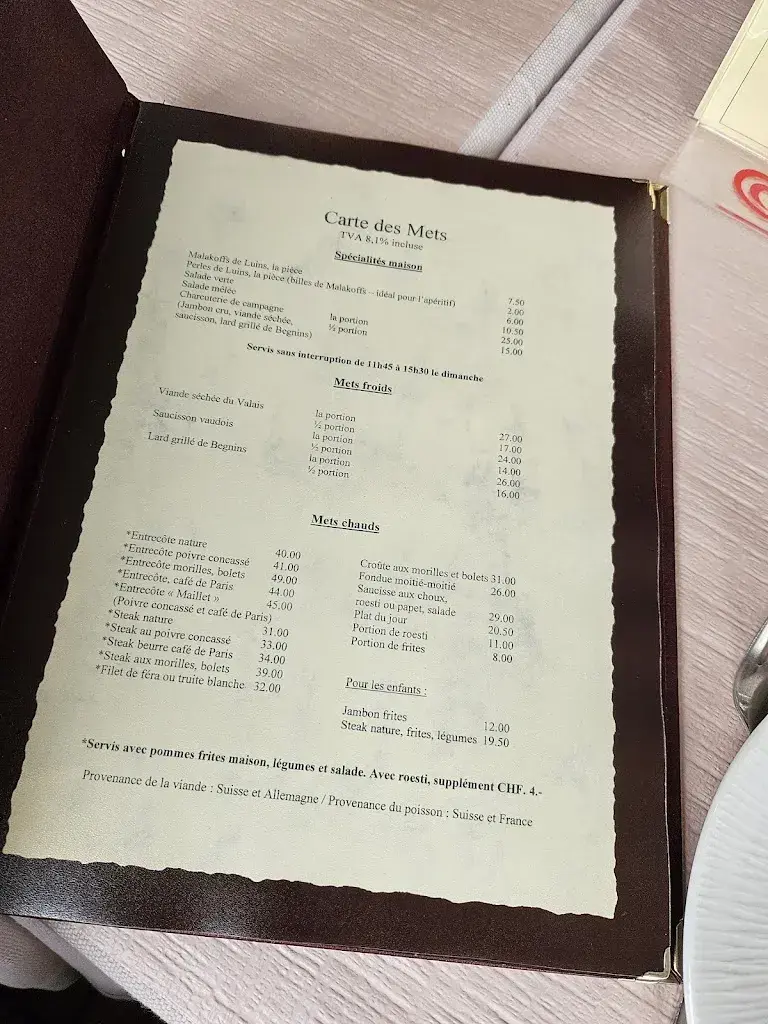 Carte des Mets
TVA 8,1% incluse
Spécialités maison
Malakoffs de Luins, la pièce 7.50
Perles de Luins, la pièce (billes de Malakoffs – idéal pour l'apéritif) 2.00
Salade verte 6.00
Salade mêlée 10.50
Charcuterie de campagne la portion 25.00
(Jambon cru, viande séchée, ½ portion 15.00
saucisson, lard grillé de Begnins)
Servis sans interruption de 11h45 à 15h30 le dimanche
Mets froids
Viande séchée du Valais la portion 27.00
½ portion 17.00
Saucisson vaudois la portion 24.00
½ portion 14.00
Lard grillé de Begnins la portion 26.00
½ portion 16.00
Mets chauds
*Entrecôte nature 40.00
*Entrecôte poivre concassé 41.00
*Entrecôte morilles, bolets 49.00
*Entrecôte, café de Paris 44.00
*Entrecôte « Maillet » 45.00
(Poivre concassé et café de Paris)
*Steak nature 31.00
*Steak au poivre concassé 33.00
*Steak beurre café de Paris 34.00
*Steak aux morilles, bolets 39.00
*Filet de féra ou truite blanche 32.00
Croûte aux morilles et bolets 31.00
Fondue moitié-moitié 26.00
Saucisse aux choux,
roesti ou papet, salade 29.00
Plat du jour 20.50
Portion de roesti 11.00
Portion de frites 8.00
Pour les enfants :
Jambon frites 12.00
Steak nature, frites, légumes 19.50
*Servis avec pommes frites maison, légumes et salade. Avec roesti, supplément CHF. 4.-
Provenance de la viande : Suisse et Allemagne / Provenance du poisson : Suisse et France